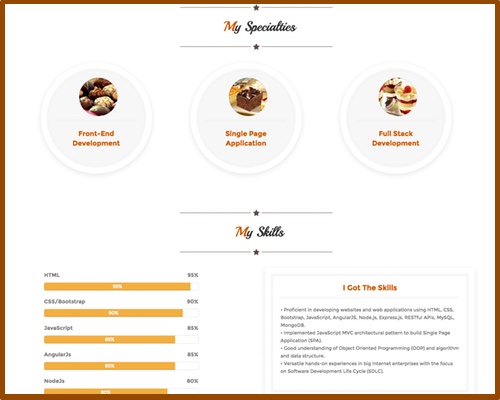 My Specialties
Front-End
Development
Single Page
Application
Full Stack
Development
My Skills
HTML 95%
95%
CSS/Bootstrap 90%
90%
JavaScript 85%
85%
AngularJs 85%
85%
NodeJs 80%
80%
I Got The Skills
• Proficient in developing websites and web applications using HTML, CSS,
Bootstrap, JavaScript, AngularJS, Node.js, Express.js, RESTful APIs, MySQL,
MongoDB.
• Implemented JavaScript MVC architectural pattern to build Single Page
Application (SPA).
• Good understanding of Object Oriented Programming (OOP) and algorithm
and data structure.
• Versatile hands-on experiences in big internet enterprises with the focus
on Software Development Life Cycle (SDLC).